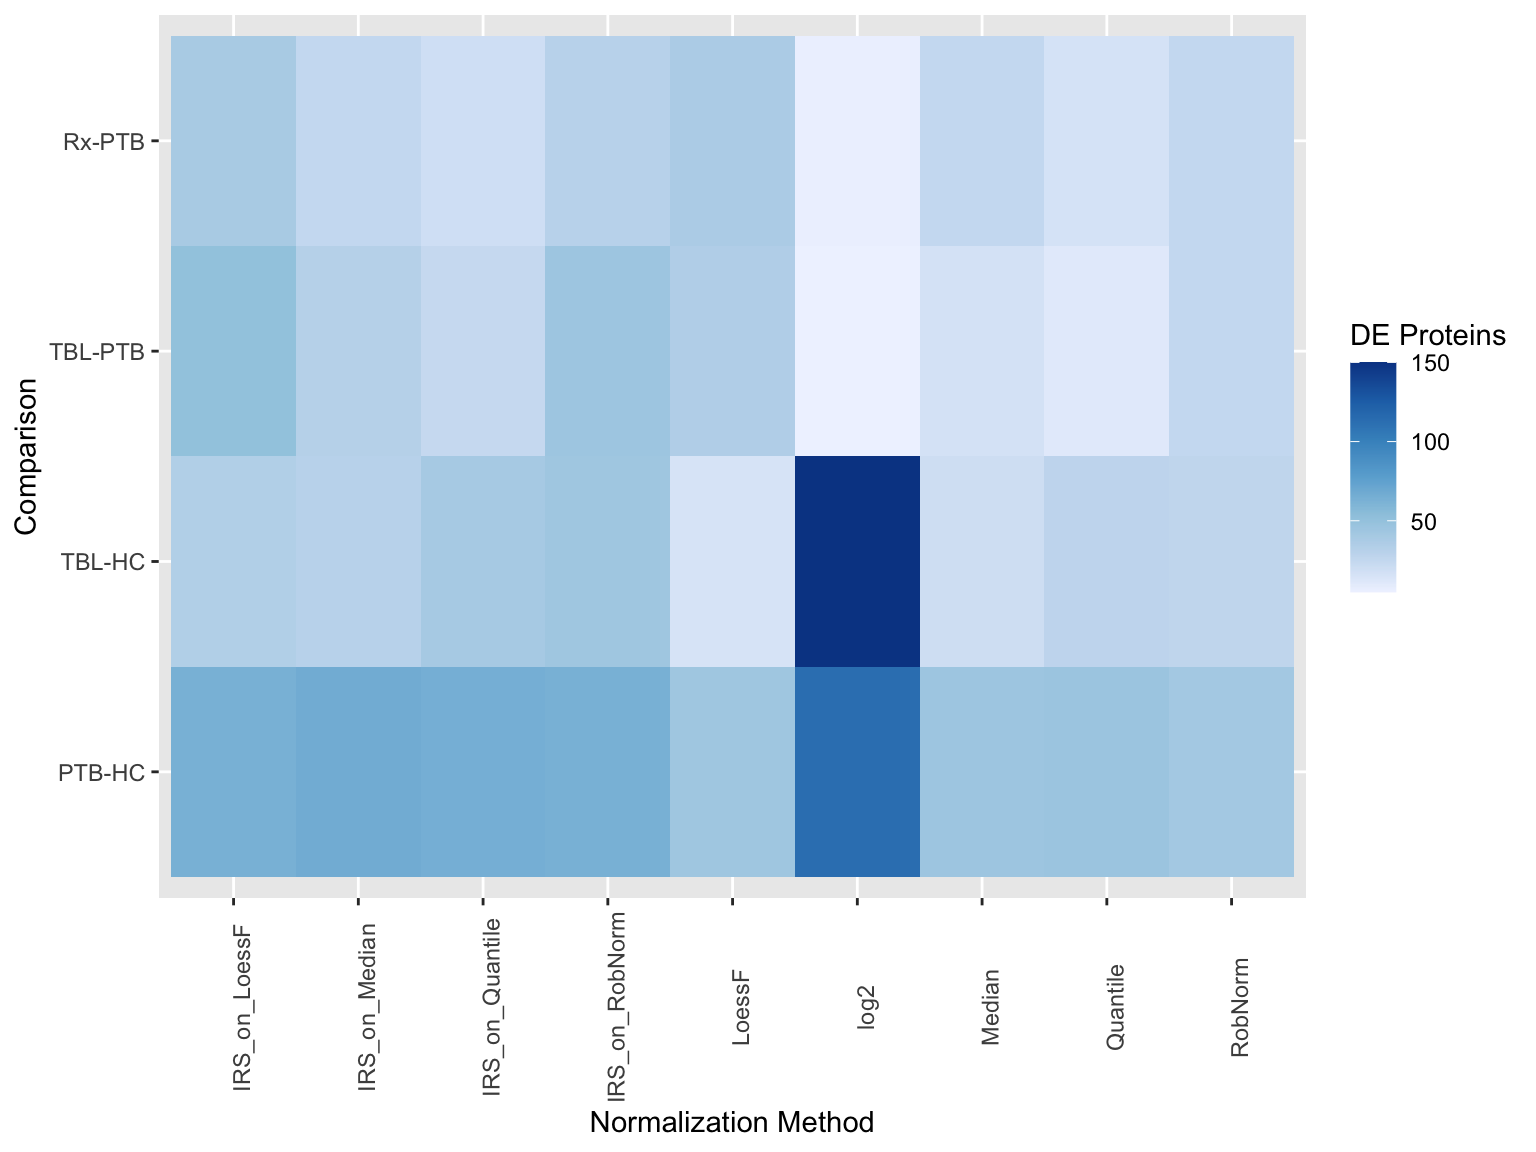 Comparison
Rx-PTB
TBL-PTB
TBL-HC
PTB-HC
IRS_on_LoessF
IRS_on_Median
IRS_on_Quantile
IRS_on_RobNorm
LoessF
log2
Median
Quantile
RobNorm
Normalization Method
DE Proteins
150
100
50